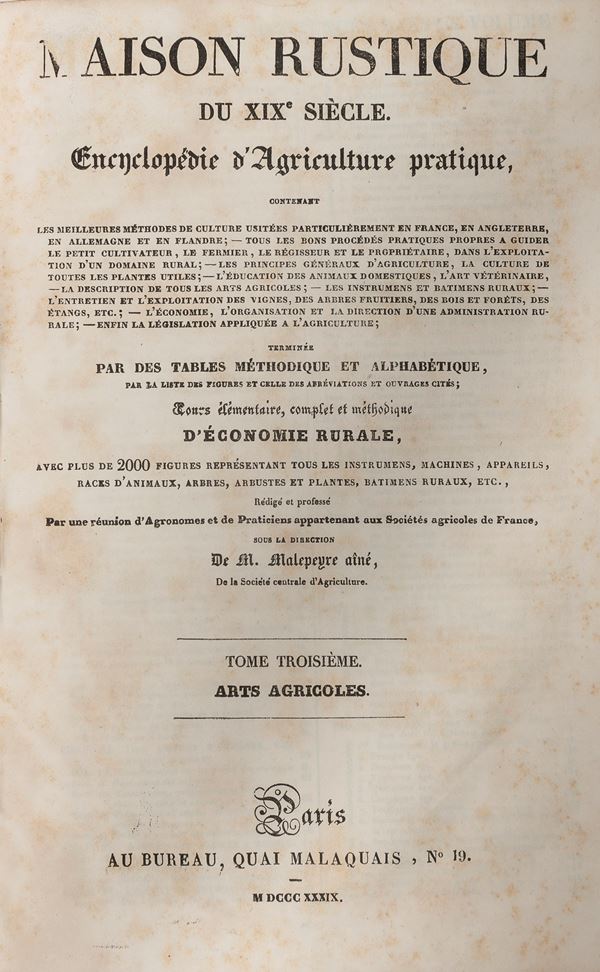 MAISON RUSTIQUE
DU XIXe SIÈCLE.
Encyclopédie d'Agriculture pratique,
CONTENANT
LES MEILLEURES MÉTHODES DE CULTURE USITÉES PARTICULIÈREMENT EN FRANCE, EN ANGLETERRE,
EN ALLEMAGNE ET EN FLANDRE; — TOUS LES BONS PROCÉDÉS PRATIQUES PROPRES A GUIDER
LE PETIT CULTIVATEUR, LE FERMIER, LE RÉGISSEUR ET LE PROPRIÉTAIRE, DANS L'EXPLOITA-
TION D'UN DOMAINE RURAL; — LES PRINCIPES GÉNÉRAUX D'AGRICULTURE, LA CULTURE DE
TOUTES LES PLANTES UTILES; — L'ÉDUCATION DES ANIMAUX DOMESTIQUES, L'ART VÉTÉRINAIRE,
— LA DESCRIPTION DE TOUS LES ARTS AGRICOLES; — LES INSTRUMENS ET BATIMENS RURAUX; —
L'ENTRETIEN ET L'EXPLOITATION DES VIGNES, DES ARBRES FRUITIERS, DES BOIS ET FORÊTS, DES
ÉTANGS, ETC.; — L'ÉCONOMIE, L'ORGANISATION ET LA DIRECTION D'UNE ADMINISTRATION RU-
RALE; — ENFIN LA LÉGISLATION APPLIQUÉE A L'AGRICULTURE;
TERMINÉE
PAR DES TABLES MÉTHODIQUE ET ALPHABÉTIQUE,
PAR LA LISTE DES FIGURES ET CELLE DES ABRÉVIATIONS ET OUVRAGES CITÉS;
Cours élémentaire, complet et méthodique
D'ÉCONOMIE RURALE,
AVEC PLUS DE 2000 FIGURES REPRÉSENTANT TOUS LES INSTRUMENS, MACHINES, APPAREILS,
RACES D'ANIMAUX, ARBRES, ARBUSTES ET PLANTES, BATIMENS RURAUX, ETC.,
Rédigé et professé
Par une réunion d'Agronomes et de Praticiens appartenant aux Sociétés agricoles de France,
SOUS LA DIRECTION
De M. Malepeyre aîné,
De la Société centrale d'Agriculture.
TOME TROISIÈME.
ARTS AGRICOLES.
Paris
AU BUREAU, QUAI MALAQUAIS, No 19.
M DCCC XXXIX.